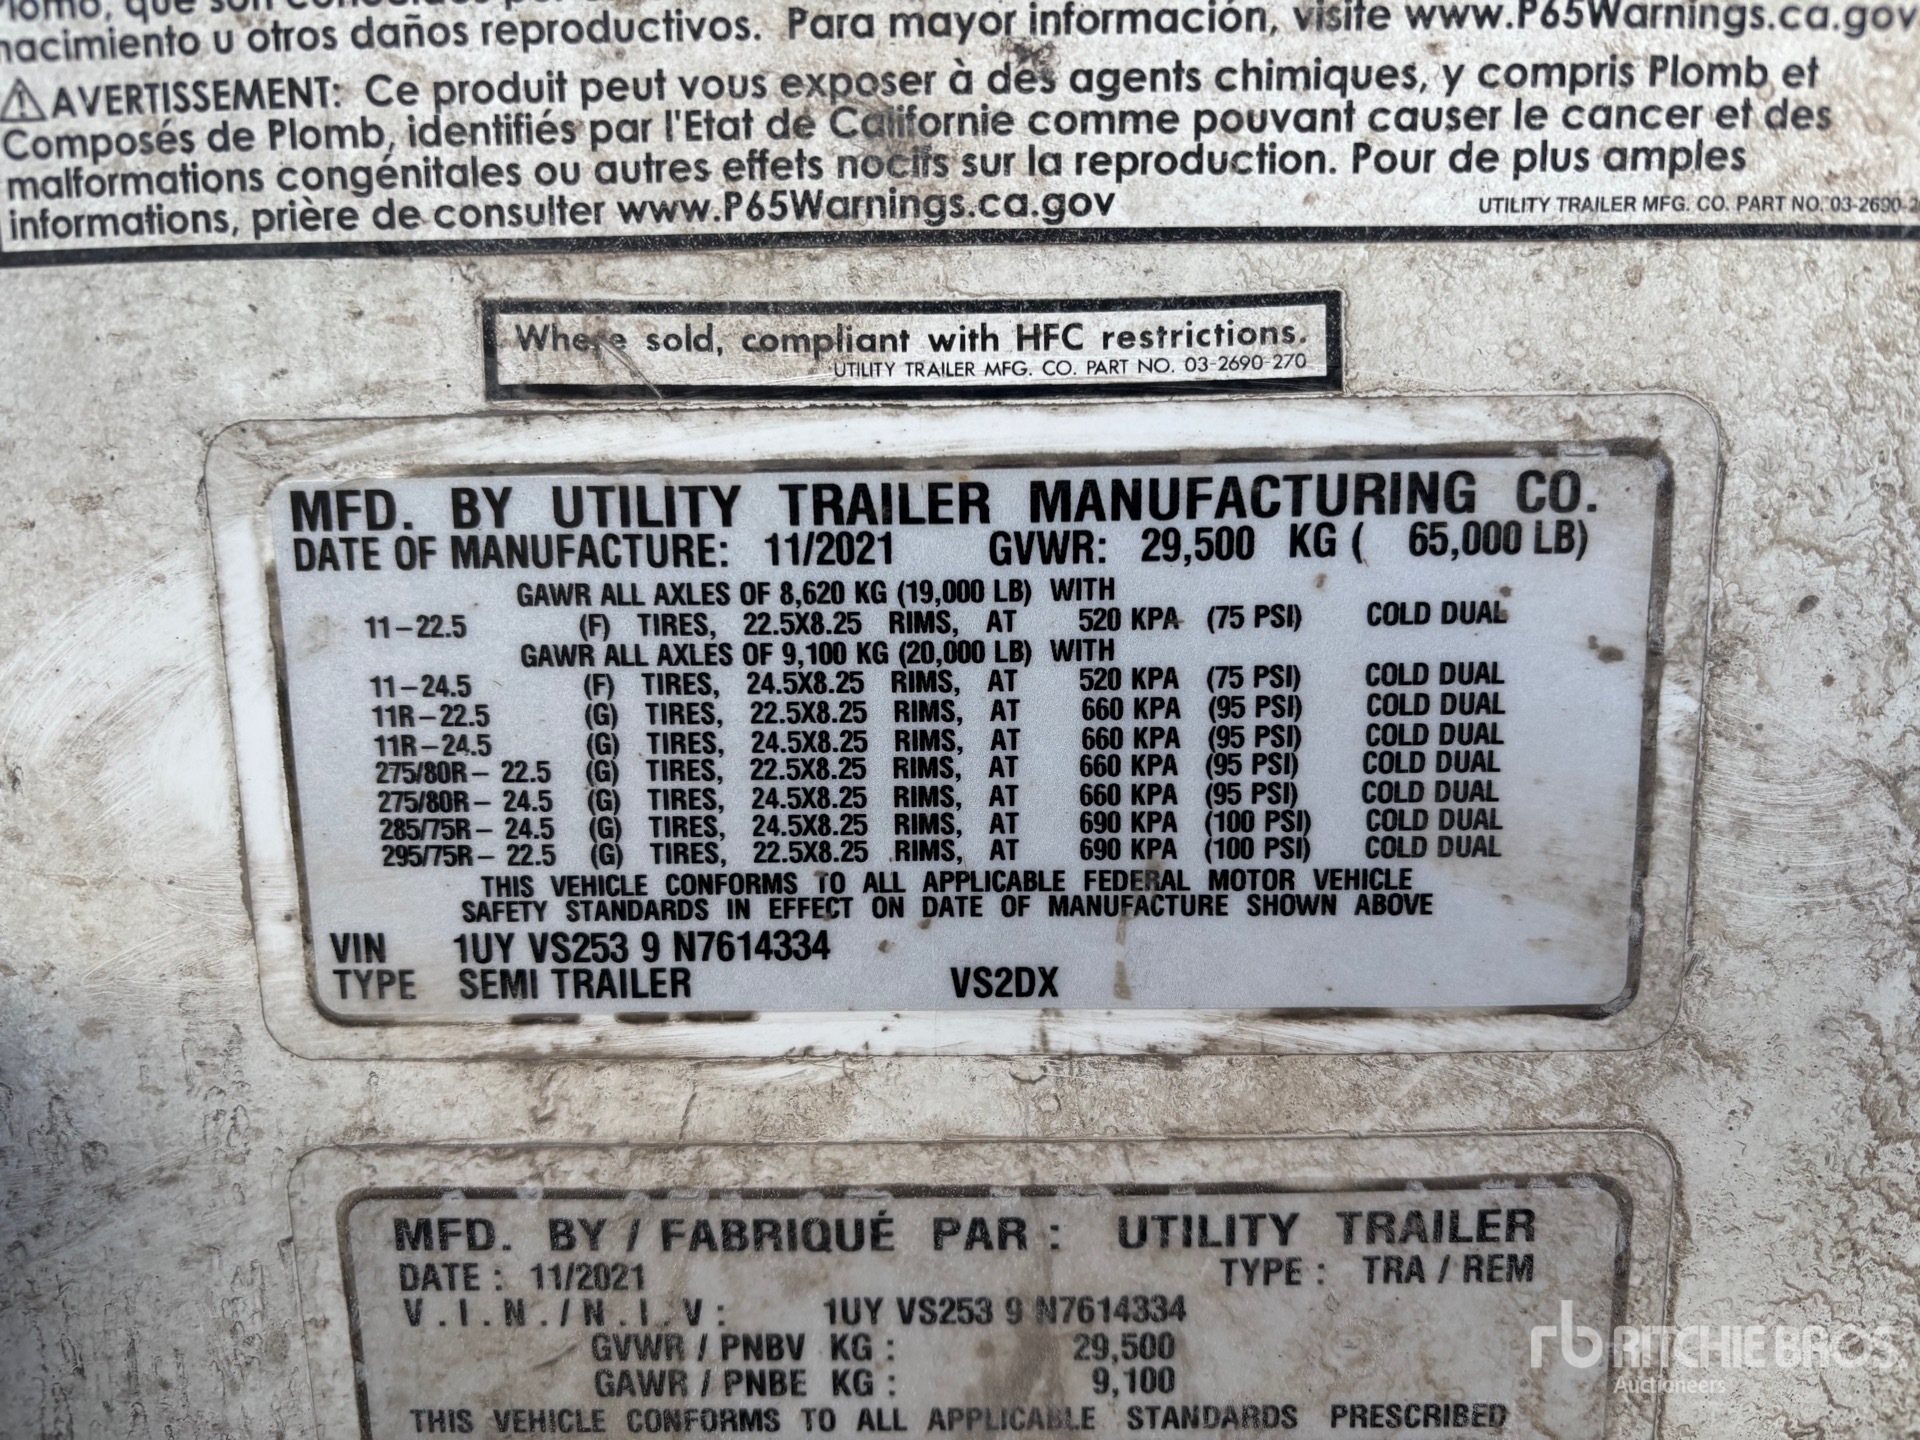 nacimiento u otros daños reproductivos. Para mayor información, visite www.P65Warnings.ca.gov
⚠AVERTISSEMENT: Ce produit peut vous exposer à des agents chimiques, y compris Plomb et
Composés de Plomb, identifiés par l'Etat de Californie comme pouvant causer le cancer et des
malformations congénitales ou autres effets nocifs sur la reproduction. Pour de plus amples
informations, prière de consulter www.P65Warnings.ca.gov
UTILITY TRAILER MFG. CO. PART NO. 03-2690-
Where sold, compliant with HFC restrictions.
UTILITY TRAILER MFG. CO. PART NO. 03-2690-270
MFD. BY UTILITY TRAILER MANUFACTURING CO.
DATE OF MANUFACTURE: 11/2021 GVWR: 29,500 KG ( 65,000 LB)
GAWR ALL AXLES OF 8,620 KG (19,000 LB) WITH
11-22.5 (F) TIRES, 22.5X8.25 RIMS, AT 520 KPA (75 PSI) COLD DUAL
GAWR ALL AXLES OF 9,100 KG (20,000 LB) WITH
11-24.5 (F) TIRES, 24.5X8.25 RIMS, AT 520 KPA (75 PSI) COLD DUAL
11R-22.5 (G) TIRES, 22.5X8.25 RIMS, AT 660 KPA (95 PSI) COLD DUAL
11R-24.5 (G) TIRES, 24.5X8.25 RIMS, AT 660 KPA (95 PSI) COLD DUAL
275/80R- 22.5 (G) TIRES, 22.5X8.25 RIMS, AT 660 KPA (95 PSI) COLD DUAL
275/80R- 24.5 (G) TIRES, 24.5X8.25 RIMS, AT 660 KPA (95 PSI) COLD DUAL
285/75R- 24.5 (G) TIRES, 24.5X8.25 RIMS, AT 690 KPA (100 PSI) COLD DUAL
295/75R- 22.5 (G) TIRES, 22.5X8.25 RIMS, AT 690 KPA (100 PSI) COLD DUAL
THIS VEHICLE CONFORMS TO ALL APPLICABLE FEDERAL MOTOR VEHICLE
SAFETY STANDARDS IN EFFECT ON DATE OF MANUFACTURE SHOWN ABOVE
VIN 1UY VS253 9 N7614334
TYPE SEMI TRAILER VS2DX
MFD. BY / FABRIQUÉ PAR : UTILITY TRAILER
DATE : 11/2021 TYPE : TRA / REM
V.I.N./N.I.V: 1UY VS253 9 N7614334
GVWR / PNBV KG : 29,500
GAWR / PNBE KG : 9,100
THIS VEHICLE CONFORMS TO ALL APPLICABLE STANDARDS PRESCRIBED
rb RITCHIE BROS.
Auctioneers